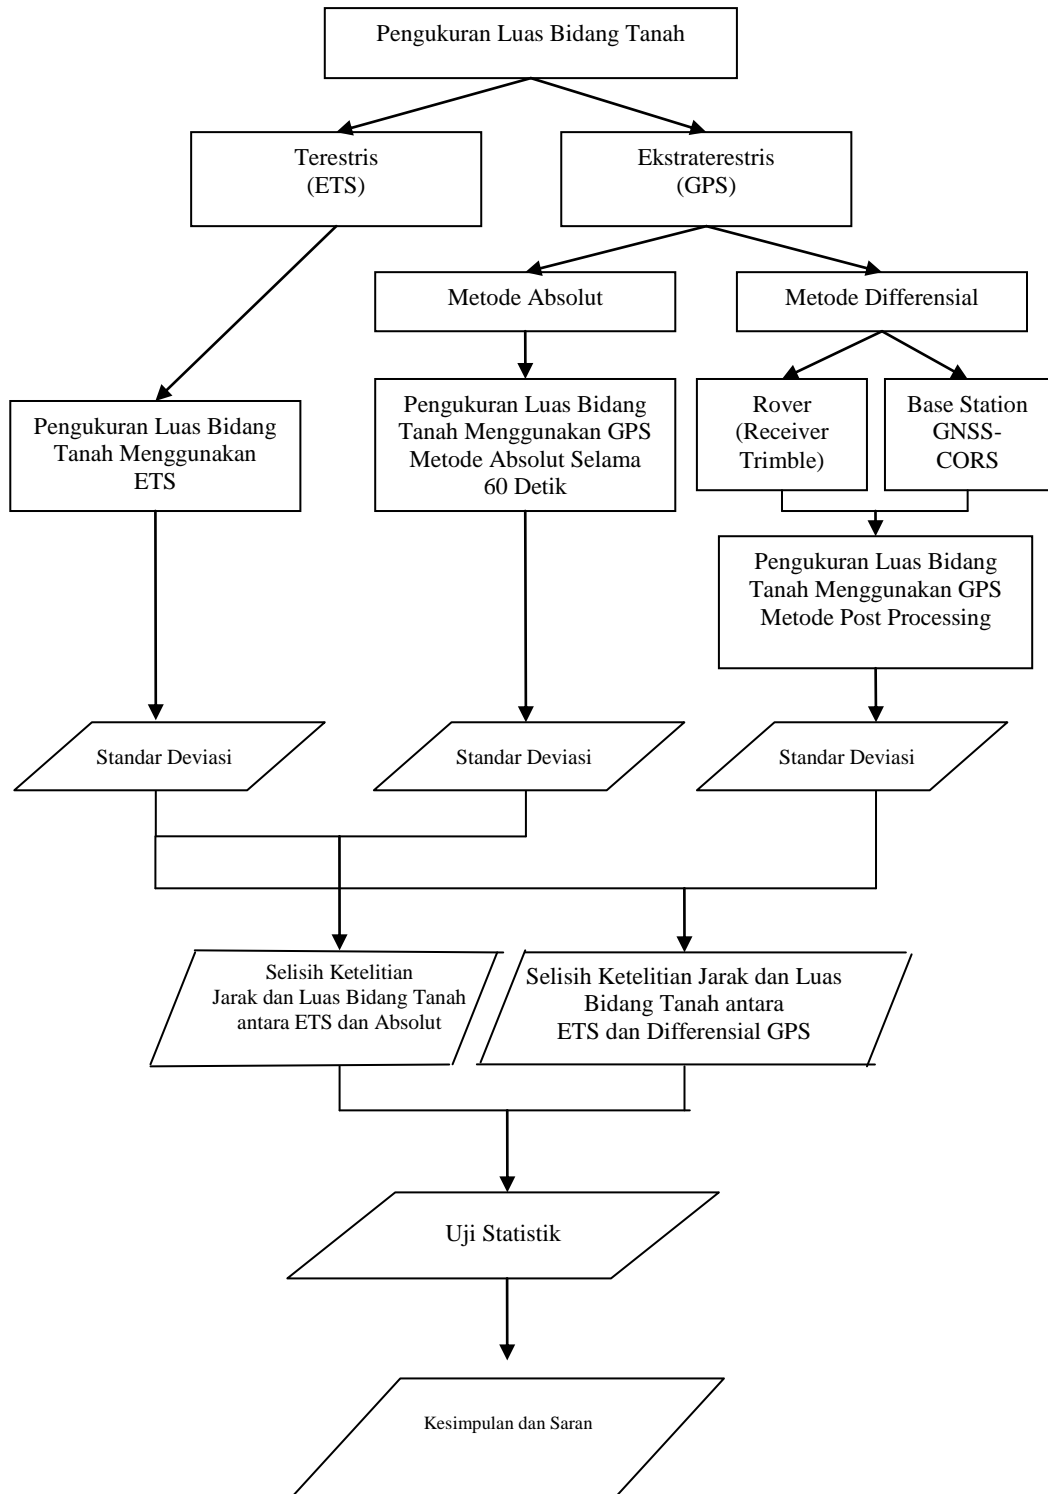 Pengukuran Luas Bidang Tanah
Terestris
(ETS)
Ekstraterestris
(GPS)
Metode Absolut
Metode Differensial
Pengukuran Luas Bidang
Tanah Menggunakan
ETS
Pengukuran Luas Bidang
Tanah Menggunakan GPS
Metode Absolut Selama
60 Detik
Rover
(Receiver
Trimble)
Base Station
GNSS-
CORS
Pengukuran Luas Bidang
Tanah Menggunakan GPS
Metode Post Processing
Standar Deviasi
Standar Deviasi
Standar Deviasi
Selisih Ketelitian
Jarak dan Luas Bidang Tanah
antara ETS dan Absolut
Selisih Ketelitian Jarak dan Luas
Bidang Tanah antara
ETS dan Differensial GPS
Uji Statistik
Kesimpulan dan Saran